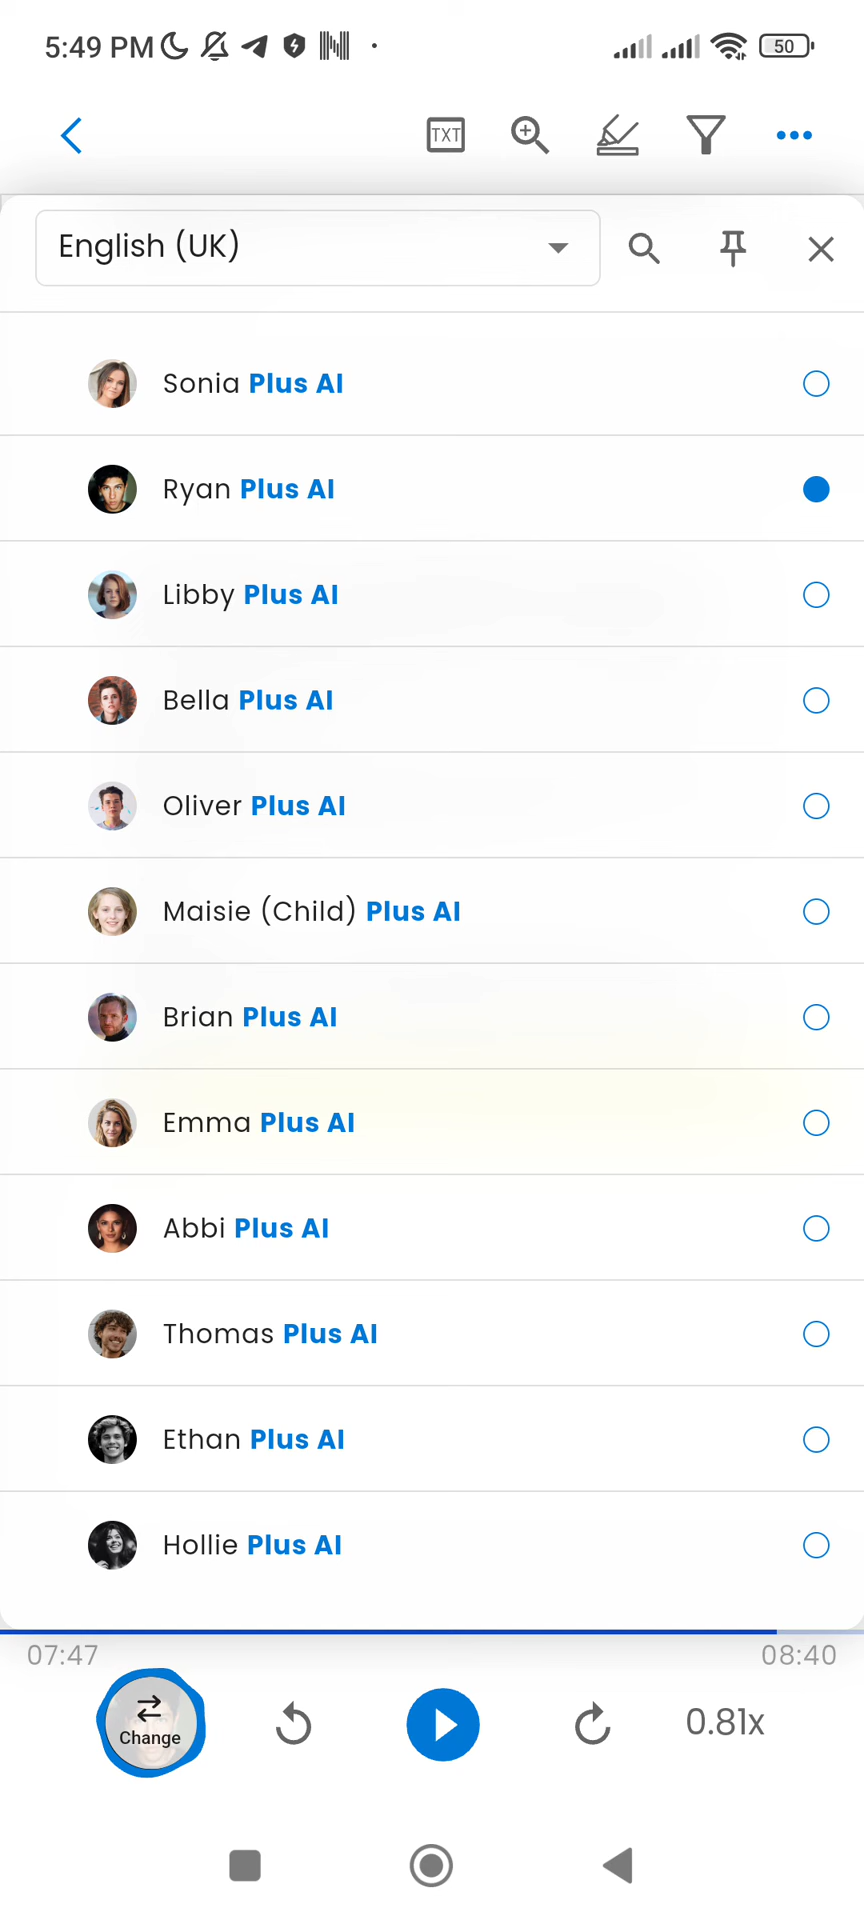 5:49 PM
50
TXT
English (UK)
Sonia Plus AI
Ryan Plus AI
Libby Plus AI
Bella Plus AI
Oliver Plus AI
Maisie (Child) Plus AI
Brian Plus AI
Emma Plus AI
Abbi Plus AI
Thomas Plus AI
Ethan Plus AI
Hollie Plus AI
07:47 08:40
Change
0.81x